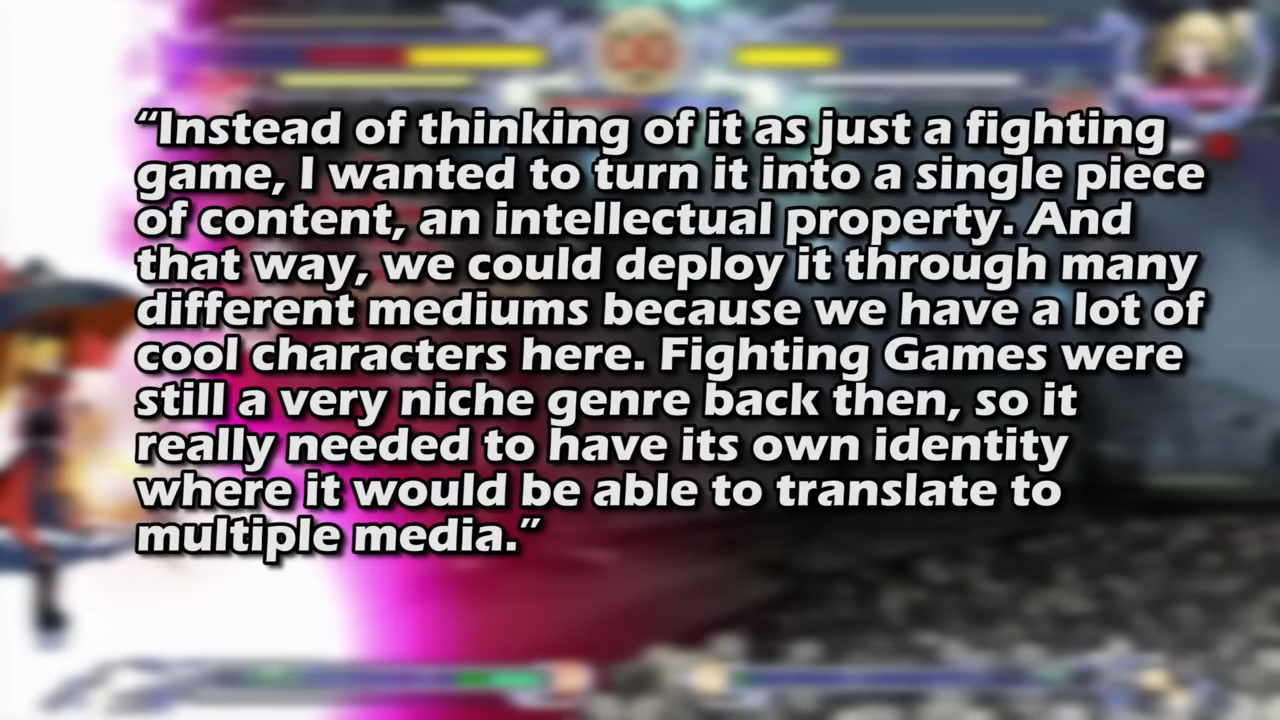 “Instead of thinking of it as just a fighting
game, I wanted to turn it into a single piece
of content, an intellectual property. And
that way, we could deploy it through many
different mediums because we have a lot of
cool characters here. Fighting Games were
still a very niche genre back then, so it
really needed to have its own identity
where it would be able to translate to
multiple media.”